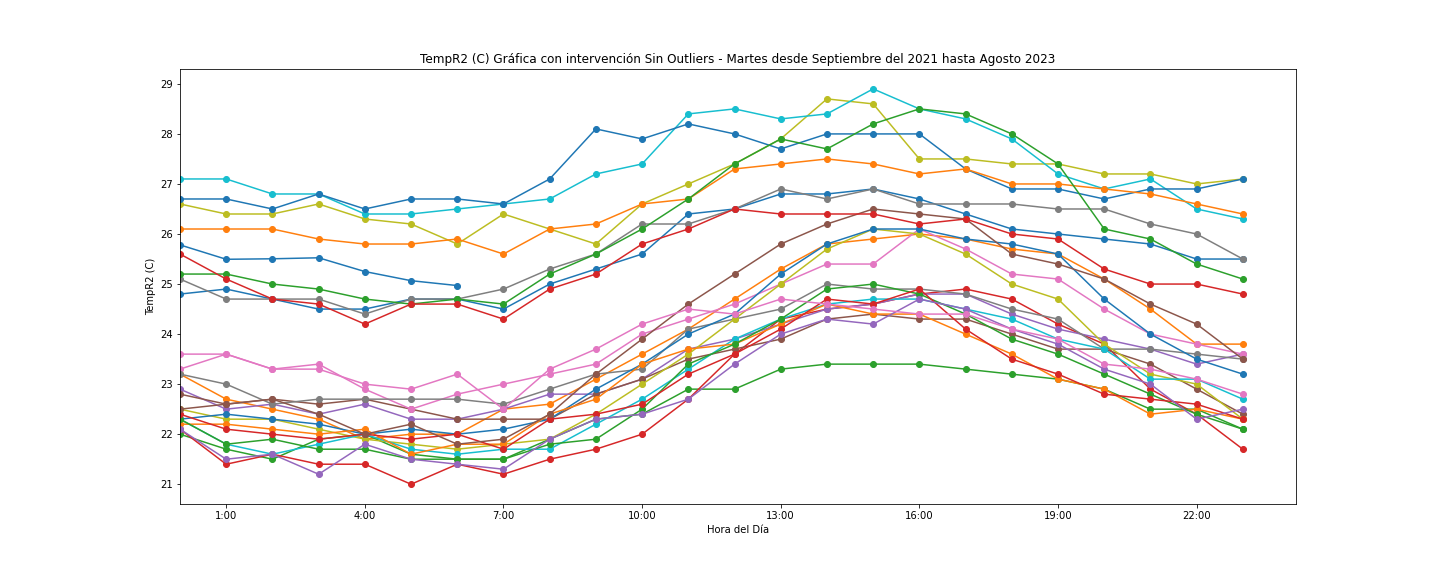 TempR2 (C) Gráfica con intervención Sin Outliers - Martes desde Septiembre del 2021 hasta Agosto 2023
29
28
27
26
25
24
23
22
21
TempR2 (C)
1:00 4:00 7:00 10:00 13:00 16:00 19:00 22:00
Hora del Día